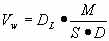 V_w = D_L • M / (S • D)